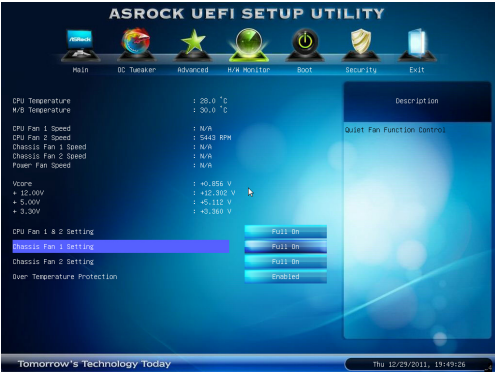 ASROCK UEFI SETUP UTILITY
ASRock
Main OC Tweaker Advanced H/W Monitor Boot Security Exit
CPU Temperature : 28.0 °C
M/B Temperature : 30.0 °C
CPU Fan 1 Speed : N/A
CPU Fan 2 Speed : 5443 RPM
Chassis Fan 1 Speed : N/A
Chassis Fan 2 Speed : N/A
Power Fan Speed : N/A
Vcore : +0.856 V
+ 12.00V : +12.302 V
+ 5.00V : +5.112 V
+ 3.30V : +3.360 V
CPU Fan 1 & 2 Setting Full On
Chassis Fan 1 Setting Full On
Chassis Fan 2 Setting Full On
Over Temperature Protection Enabled
Description
Quiet Fan Function Control
Tomorrow's Technology Today
Thu 12/29/2011, 19:49:26